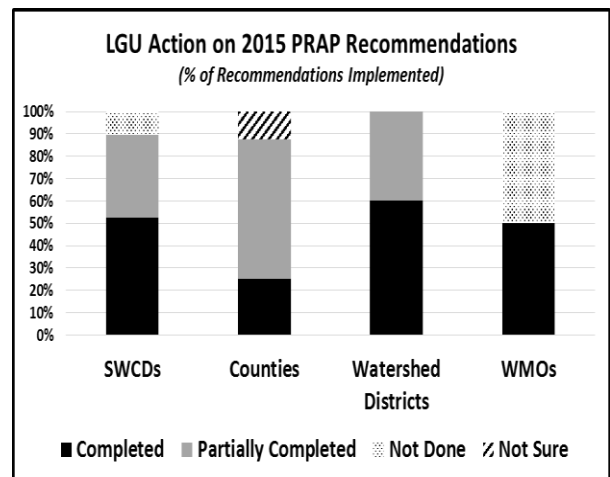 LGU Action on 2015 PRAP Recommendations
(% of Recommendations Implemented)
100%
90%
80%
70%
60%
50%
40%
30%
20%
10%
0%
SWCDs Counties Watershed Districts WMOs
Completed Partially Completed Not Done Not Sure